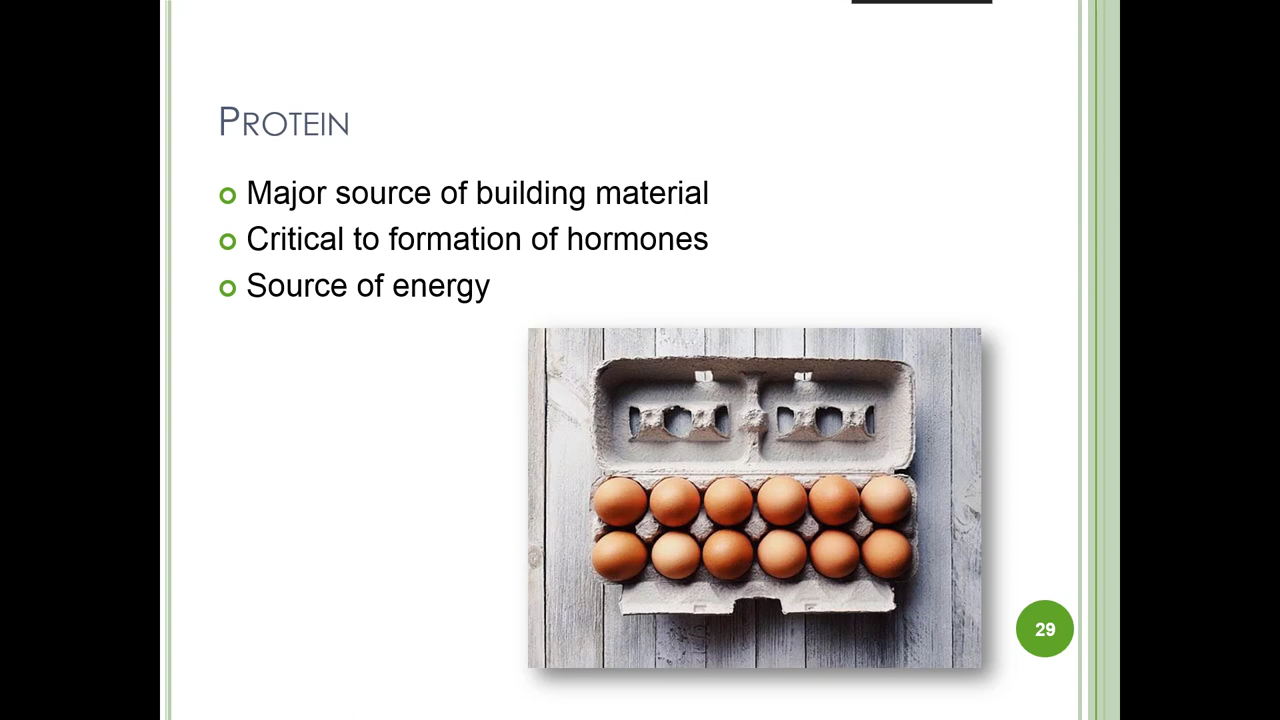 Protein
Major source of building material
Critical to formation of hormones
Source of energy
29